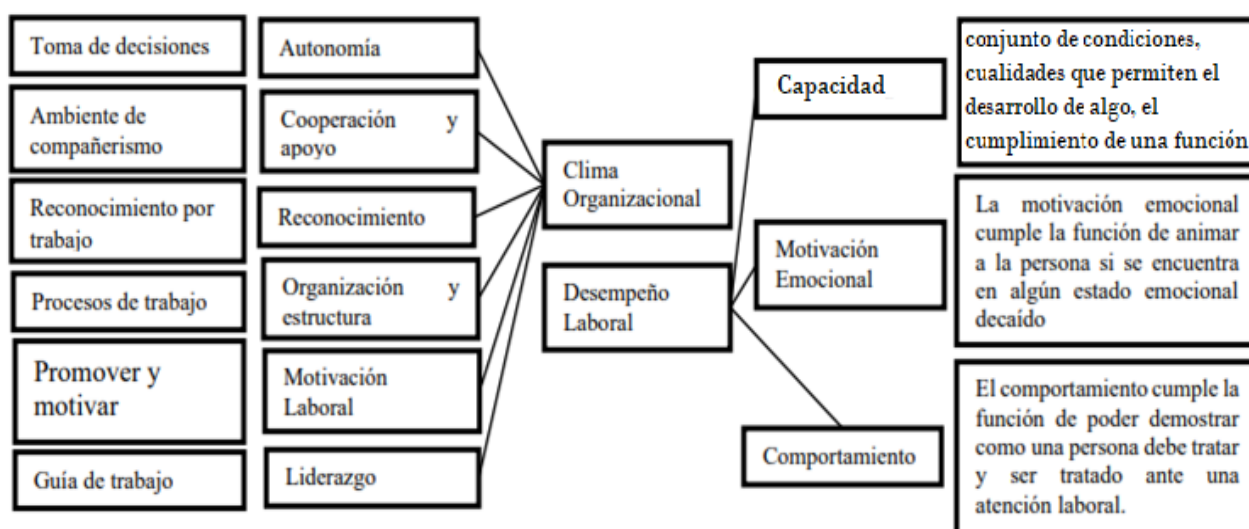 Toma de decisiones
Ambiente de
compañerismo
Reconocimiento por
trabajo
Procesos de trabajo
Promover y
motivar
Guía de trabajo
Autonomía
Cooperación y
apoyo
Reconocimiento
Organización y
estructura
Motivación
Laboral
Liderazgo
Clima
Organizacional
Desempeño
Laboral
Capacidad
Motivación
Emocional
Comportamiento
conjunto de condiciones,
cualidades que permiten el
desarrollo de algo, el
cumplimiento de una función
La motivación emocional
cumple la función de animar
a la persona si se encuentra
en algún estado emocional
decaído
El comportamiento cumple la
función de poder demostrar
como una persona debe tratar
y ser tratado ante una
atención laboral.